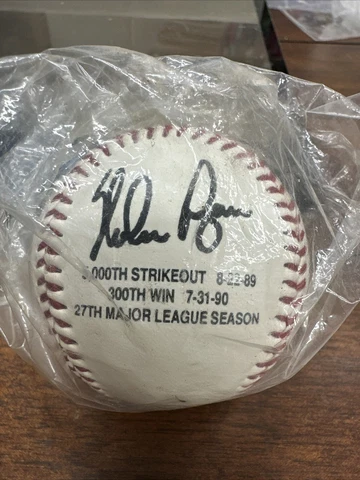 Nolan Ryan
5000TH STRIKEOUT 8-22-89
300TH WIN 7-31-90
27TH MAJOR LEAGUE SEASON